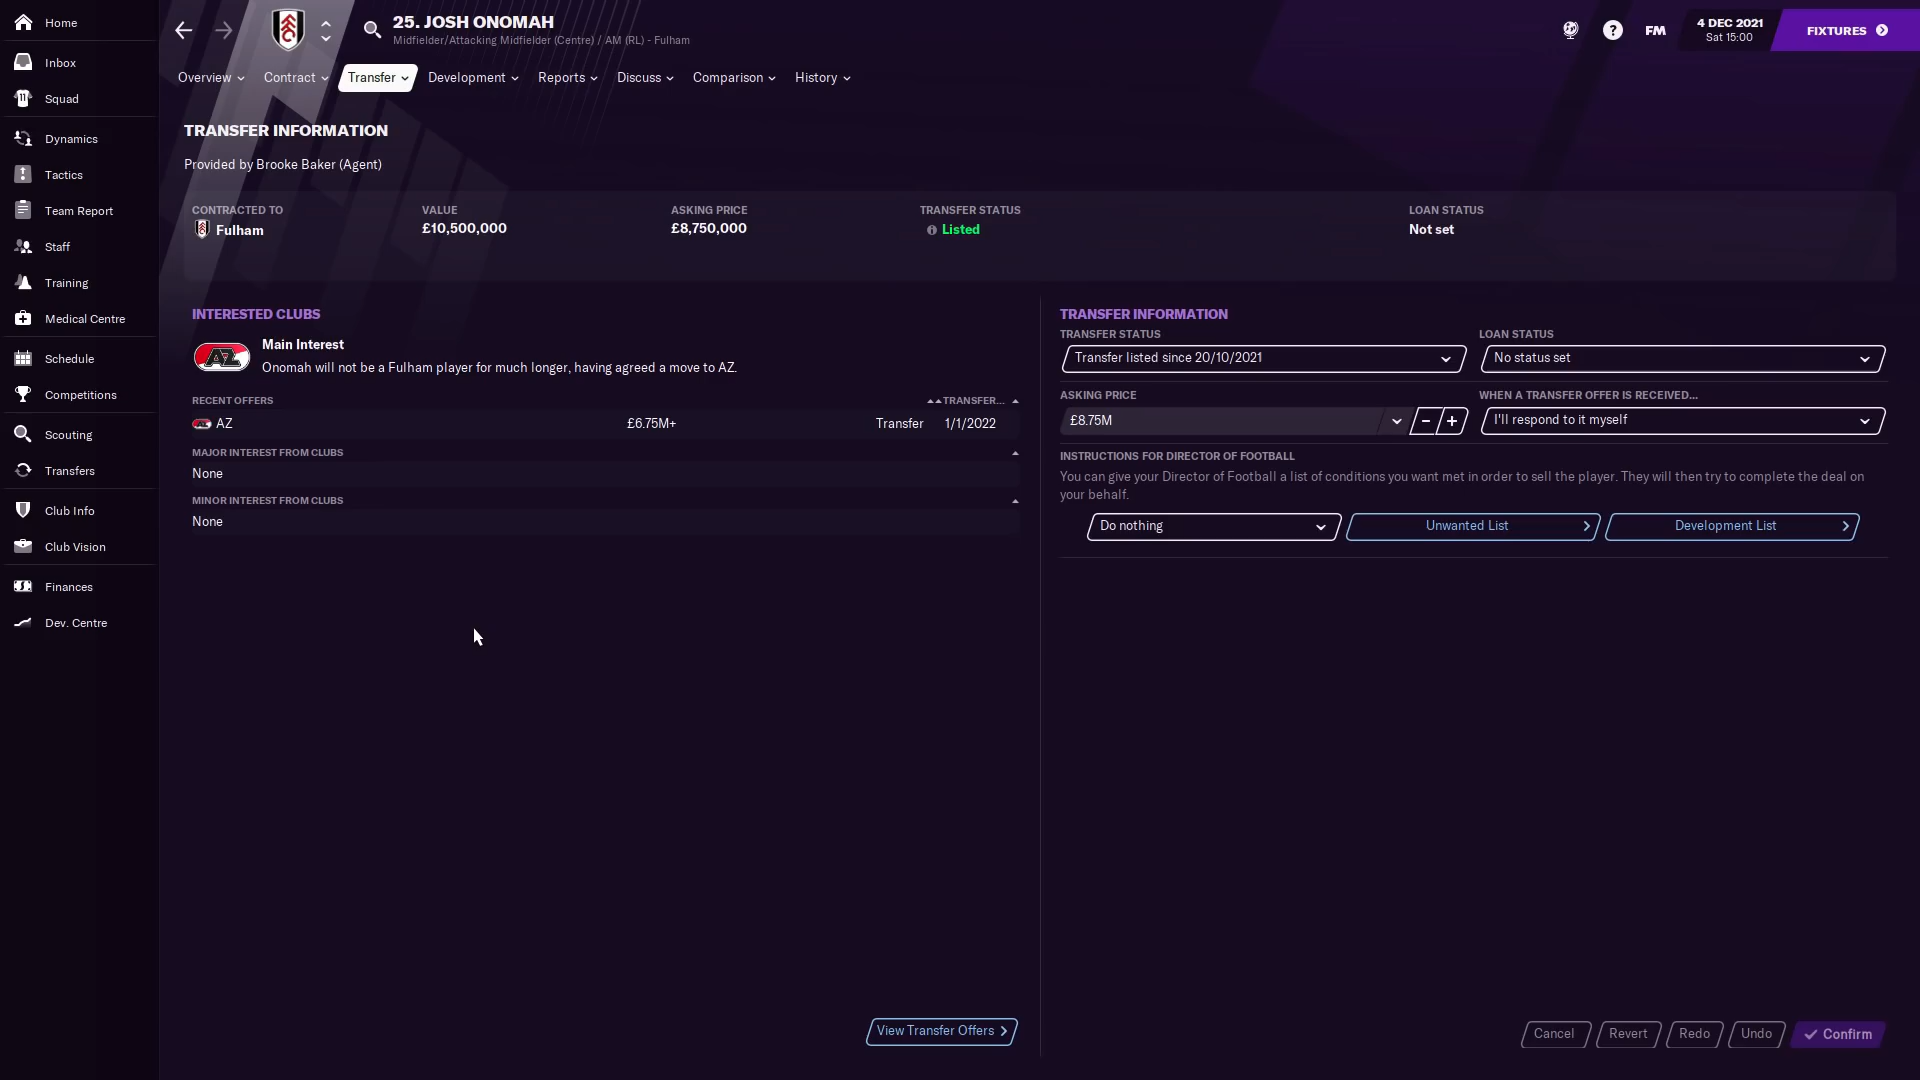 Home
Inbox
Squad
Dynamics
Tactics
Team Report
Staff
Training
Medical Centre
Schedule
Competitions
Scouting
Transfers
Club Info
Club Vision
Finances
Dev. Centre
25. JOSH ONOMAH
Midfielder/Attacking Midfielder (Centre) / AM (RL) - Fulham
FM
4 DEC 2021
Sat 15:00
FIXTURES
Overview
Contract
Transfer
Development
Reports
Discuss
Comparison
History
TRANSFER INFORMATION
Provided by Brooke Baker (Agent)
CONTRACTED TO
Fulham
VALUE
£10,500,000
ASKING PRICE
£8,750,000
TRANSFER STATUS
Listed
LOAN STATUS
Not set
INTERESTED CLUBS
AZ
Main Interest
Onomah will not be a Fulham player for much longer, having agreed a move to AZ.
RECENT OFFERS
TRANSFER...
AZ £6.75M+ Transfer 1/1/2022
MAJOR INTEREST FROM CLUBS
None
MINOR INTEREST FROM CLUBS
None
View Transfer Offers
TRANSFER INFORMATION
TRANSFER STATUS
Transfer listed since 20/10/2021
LOAN STATUS
No status set
ASKING PRICE
£8.75M
WHEN A TRANSFER OFFER IS RECEIVED...
I'll respond to it myself
INSTRUCTIONS FOR DIRECTOR OF FOOTBALL
You can give your Director of Football a list of conditions you want met in order to sell the player. They will then try to complete the deal on
your behalf.
Do nothing
Unwanted List
Development List
Cancel
Revert
Redo
Undo
Confirm